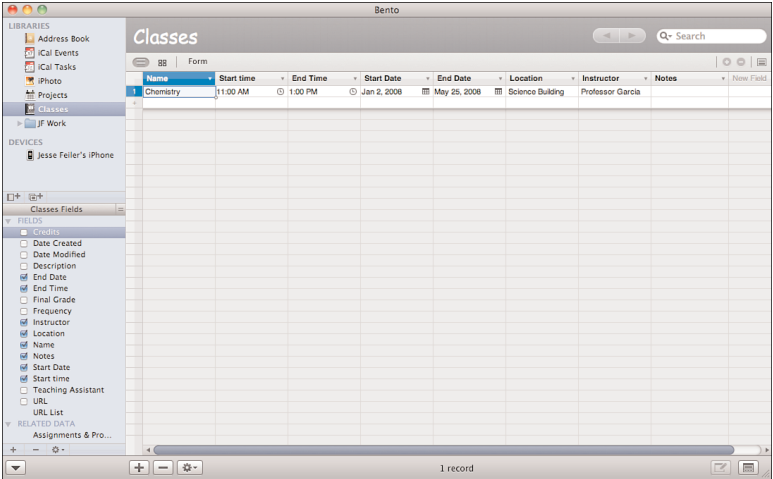 Bento
LIBRARIES
Address Book
iCal Events
iCal Tasks
iPhoto
Projects
Classes
JF Work
DEVICES
Jesse Feiler's iPhone
Classes Fields
FIELDS
Credits
Date Created
Date Modified
Description
End Date
End Time
Final Grade
Frequency
Instructor
Location
Name
Notes
Start Date
Start time
Teaching Assistant
URL
URL List
RELATED DATA
Assignments & Pro...
Classes
Search
Form
Name Start time End Time Start Date End Date Location Instructor Notes New Field
1 Chemistry 11:00 AM 1:00 PM Jan 2, 2008 May 25, 2008 Science Building Professor Garcia
1 record